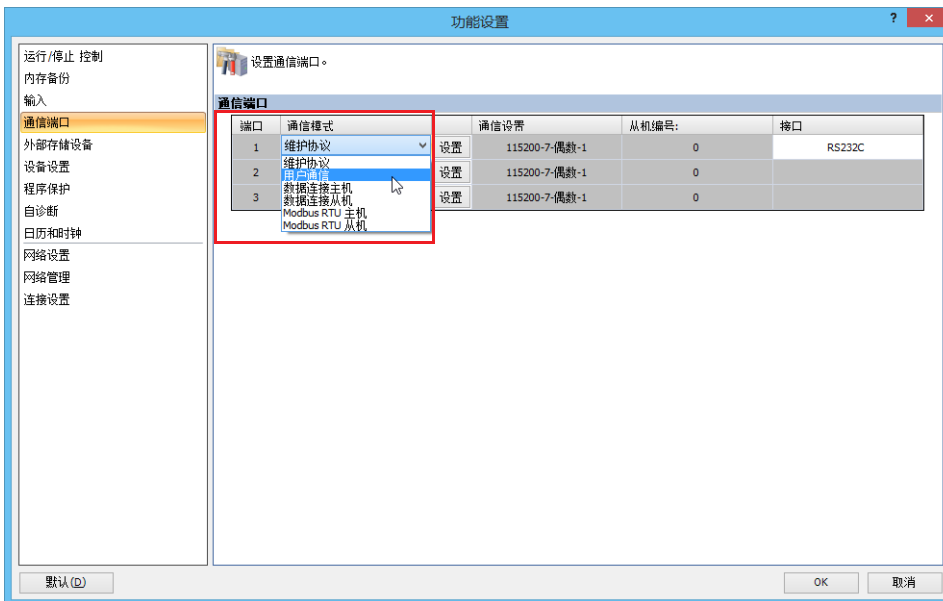 功能设置
? ×
运行/停止 控制
内存备份
输入
通信端口
外部存储设备
设备设置
程序保护
自诊断
日历和时钟
网络设置
网络管理
连接设置
设置通信端口。
通信端口
端口 通信模式 通信设置 从机编号: 接口
1 维护协议 设置 115200-7-偶数-1 0 RS232C
2 设置 115200-7-偶数-1 0
3 设置 115200-7-偶数-1 0
维护协议
用户通信
数据连接主机
数据连接从机
Modbus RTU 主机
Modbus RTU 从机
默认(D)
OK 取消